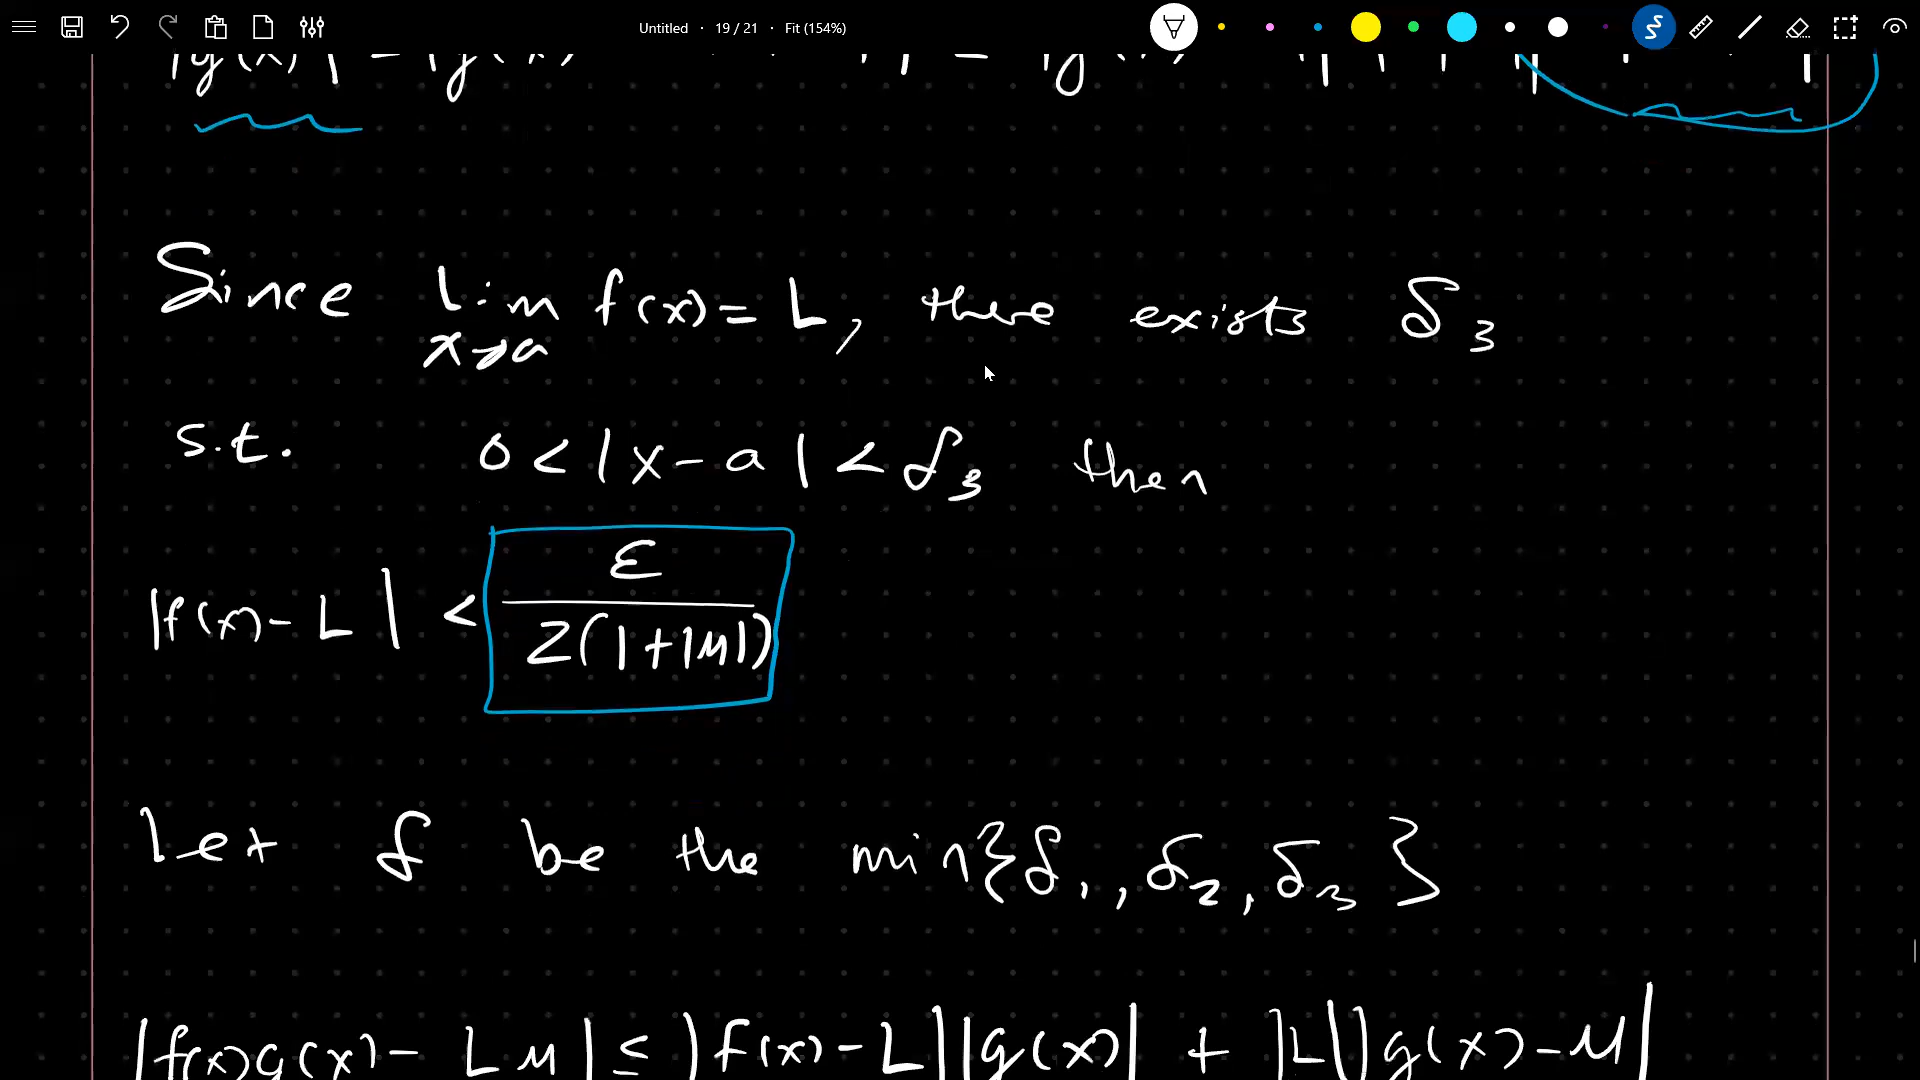 Untitled · 19 / 21 · Fit (154%)
Since lim f(x) = L, there exists δ₃
x→a
s.t. 0 < |x - a| < δ₃ then
|f(x) - L| < ε / 2(1+|M|)
Let δ be the min{δ₁, δ₂, δ₃}
|f(x)g(x) - LM| ≤ |f(x) - L||g(x)| + |L||g(x) - M|